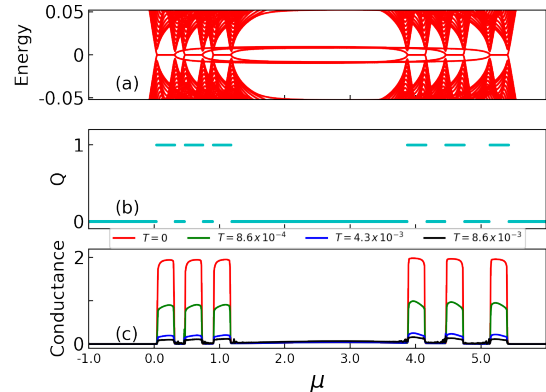 0.05
0
-0.05
Energy
(a)
1
0
Q
(b)
T = 0
T = 8.6 x 10⁻⁴
T = 4.3 x 10⁻³
T = 8.6 x 10⁻³
2
1
0
Conductance
(c)
-1.0 0.0 1.0 2.0 3.0 4.0 5.0
μ